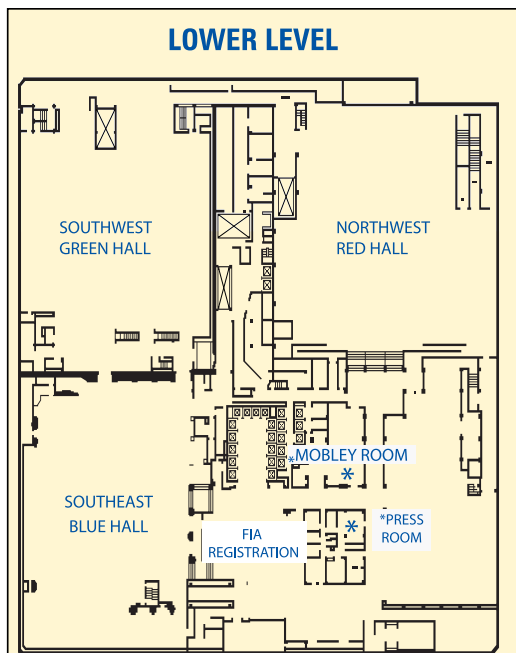 LOWER LEVEL
SOUTHWEST
GREEN HALL
NORTHWEST
RED HALL
*MOBLEY ROOM
*
SOUTHEAST
BLUE HALL
FIA
REGISTRATION
*
*PRESS
ROOM